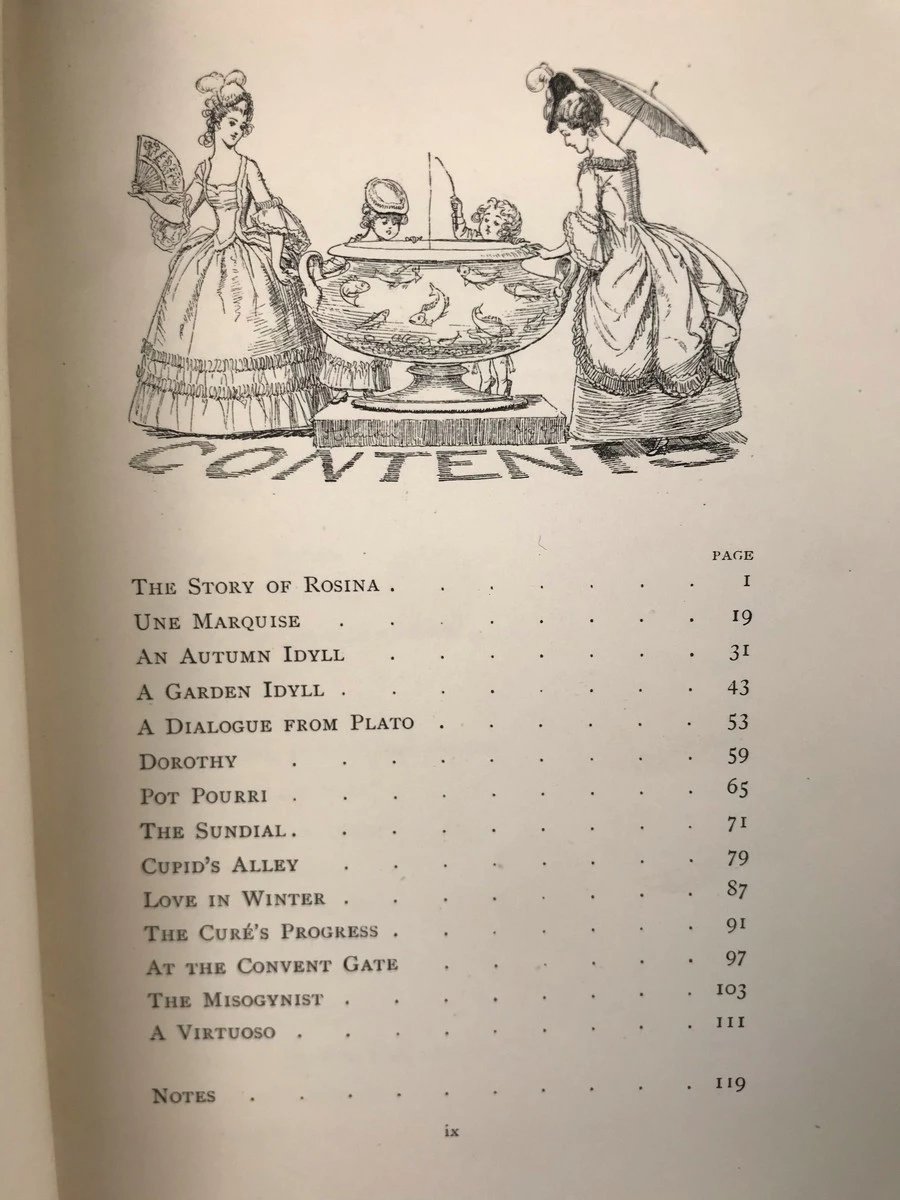 CONTENTS
PAGE
THE STORY OF ROSINA . . . . . . . 1
UNE MARQUISE . . . . . . . . 19
AN AUTUMN IDYLL . . . . . . . 31
A GARDEN IDYLL . . . . . . . . 43
A DIALOGUE FROM PLATO . . . . . . 53
DOROTHY . . . . . . . . . 59
POT POURRI . . . . . . . . . 65
THE SUNDIAL . . . . . . . . . 71
CUPID'S ALLEY . . . . . . . . 79
LOVE IN WINTER . . . . . . . . 87
THE CURÉ'S PROGRESS . . . . . . . 91
AT THE CONVENT GATE . . . . . . 97
THE MISOGYNIST . . . . . . . . 103
A VIRTUOSO . . . . . . . . . 111
NOTES . . . . . . . . . . 119
ix